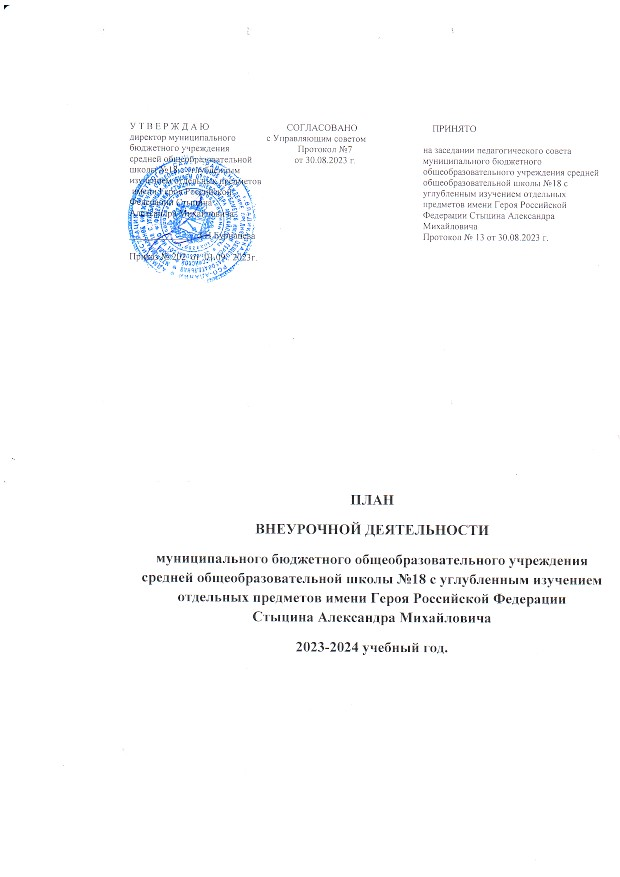 У Т В Е Р Ж Д А Ю
директор муниципального
бюджетного учреждения
средней общеобразовательной
школы №18 с углубленным
изучением отдельных предметов
имени Героя Российской
Федерации Стыцина
Александра Михайловича
Бурнацева
Приказ № 202 от 2023г.
СОГЛАСОВАНО
с Управляющим советом
Протокол №7
от 30.08.2023 г.
ПРИНЯТО
на заседании педагогического совета
муниципального бюджетного
общеобразовательного учреждения средней
общеобразовательной школы №18 с
углубленным изучением отдельных
предметов имени Героя Российской
Федерации Стыцина Александра
Михайловича
Протокол № 13 от 30.08.2023 г.
ПЛАН
ВНЕУРОЧНОЙ ДЕЯТЕЛЬНОСТИ
муниципального бюджетного общеобразовательного учреждения
средней общеобразовательной школы №18 с углубленным изучением
отдельных предметов имени Героя Российской Федерации
Стыцина Александра Михайловича
2023-2024 учебный год.